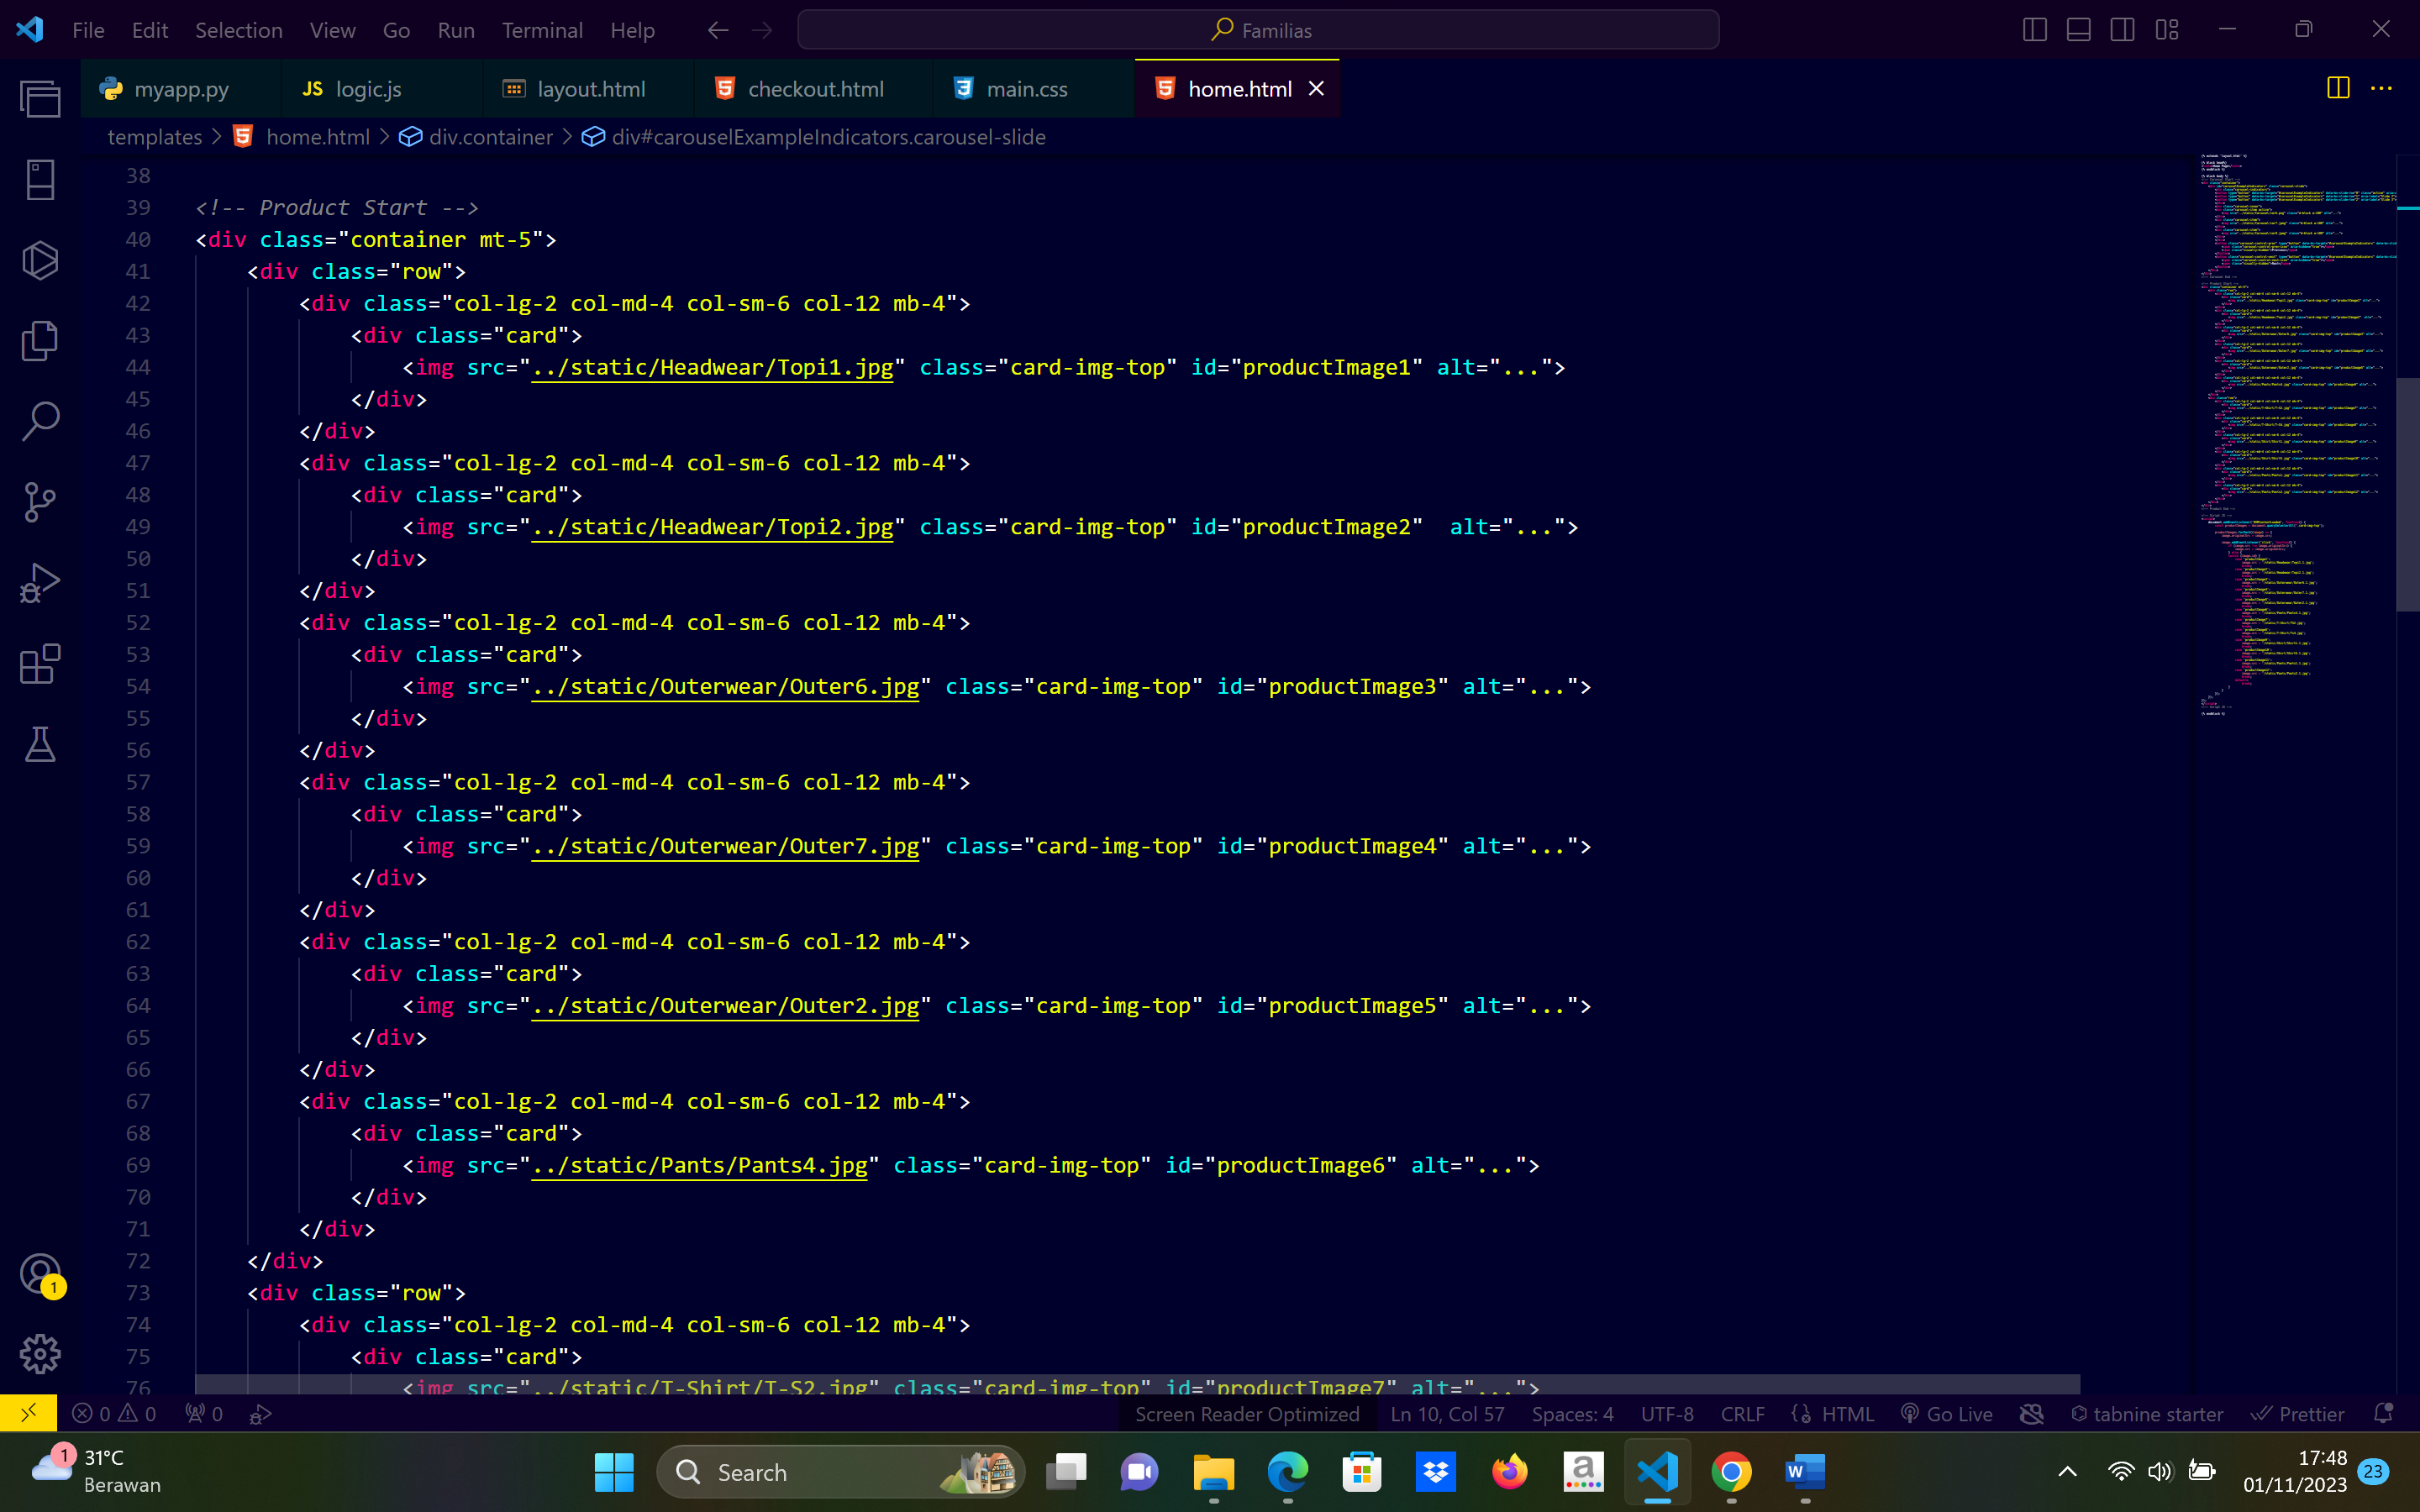 File Edit Selection View Go Run Terminal Help
Familias
myapp.py
JS logic.js
layout.html
checkout.html
main.css
home.html
templates > home.html > div.container > div#carouselExampleIndicators.carousel-slide
38
39 <!-- Product Start -->
40 <div class="container mt-5">
41 <div class="row">
42 <div class="col-lg-2 col-md-4 col-sm-6 col-12 mb-4">
43 <div class="card">
44 <img src="../static/Headwear/Topi1.jpg" class="card-img-top" id="productImage1" alt="...">
45 </div>
46 </div>
47 <div class="col-lg-2 col-md-4 col-sm-6 col-12 mb-4">
48 <div class="card">
49 <img src="../static/Headwear/Topi2.jpg" class="card-img-top" id="productImage2"  alt="...">
50 </div>
51 </div>
52 <div class="col-lg-2 col-md-4 col-sm-6 col-12 mb-4">
53 <div class="card">
54 <img src="../static/Outerwear/Outer6.jpg" class="card-img-top" id="productImage3" alt="...">
55 </div>
56 </div>
57 <div class="col-lg-2 col-md-4 col-sm-6 col-12 mb-4">
58 <div class="card">
59 <img src="../static/Outerwear/Outer7.jpg" class="card-img-top" id="productImage4" alt="...">
60 </div>
61 </div>
62 <div class="col-lg-2 col-md-4 col-sm-6 col-12 mb-4">
63 <div class="card">
64 <img src="../static/Outerwear/Outer2.jpg" class="card-img-top" id="productImage5" alt="...">
65 </div>
66 </div>
67 <div class="col-lg-2 col-md-4 col-sm-6 col-12 mb-4">
68 <div class="card">
69 <img src="../static/Pants/Pants4.jpg" class="card-img-top" id="productImage6" alt="...">
70 </div>
71 </div>
72 </div>
73 <div class="row">
74 <div class="col-lg-2 col-md-4 col-sm-6 col-12 mb-4">
75 <div class="card">
76 <img src="../static/T-Shirt/T-S2.jpg" class="card-img-top" id="productImage7" alt="...">
1
0 0 0 Screen Reader Optimized Ln 10, Col 57 Spaces: 4 UTF-8 CRLF HTML Go Live tabnine starter Prettier
1 31°C
Berawan
Search
17:48
01/11/2023
23